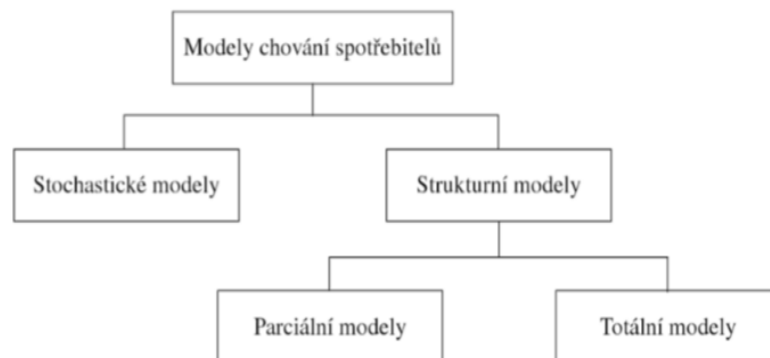 Modely chování spotřebitelů
Stochastické modely
Strukturní modely
Parciální modely
Totální modely